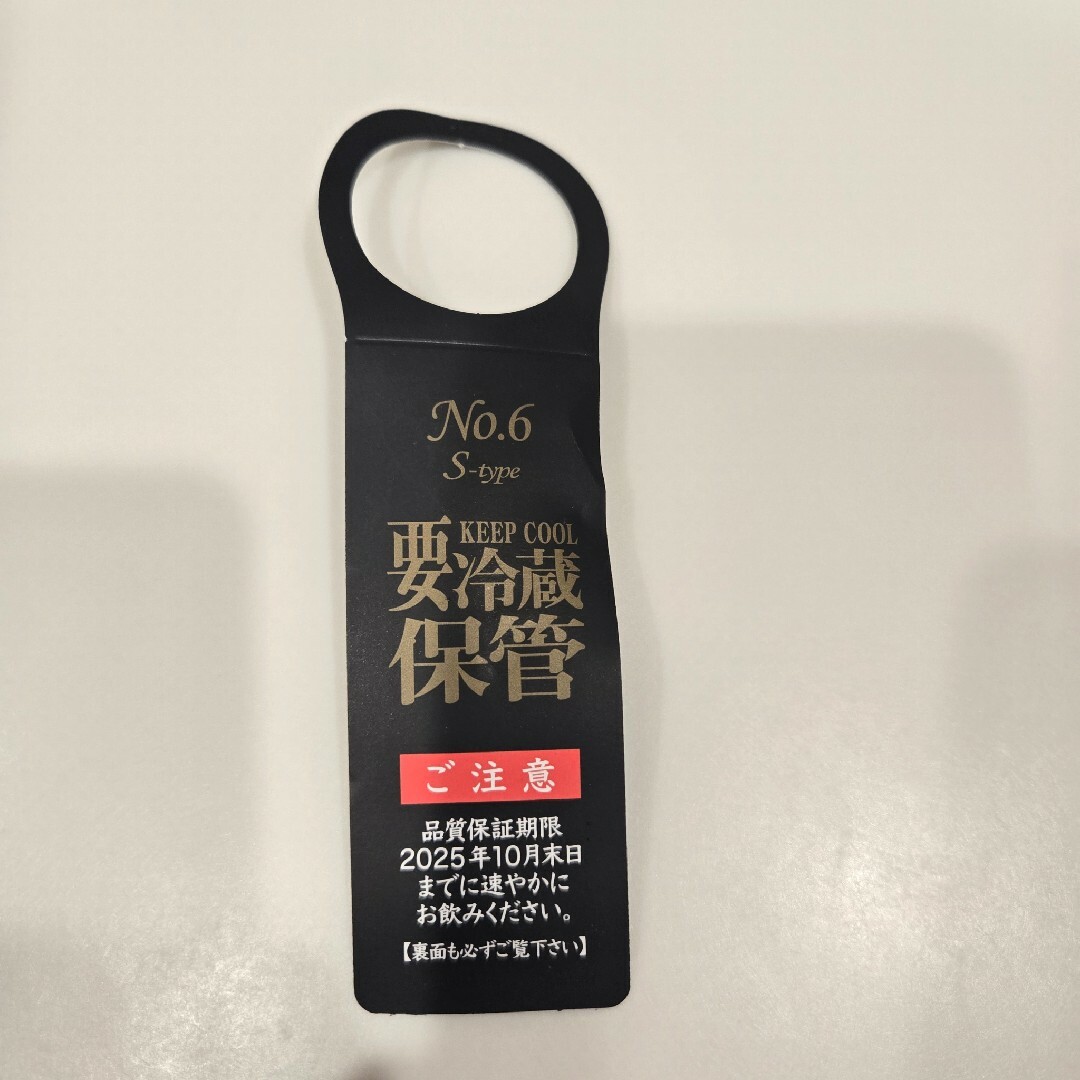 No.6
S-type
KEEP COOL
要冷蔵
保管
ご注意
品質保証期限
2025年10月末日
までに速やかに
お飲みください。
【裏面も必ずご覧下さい】